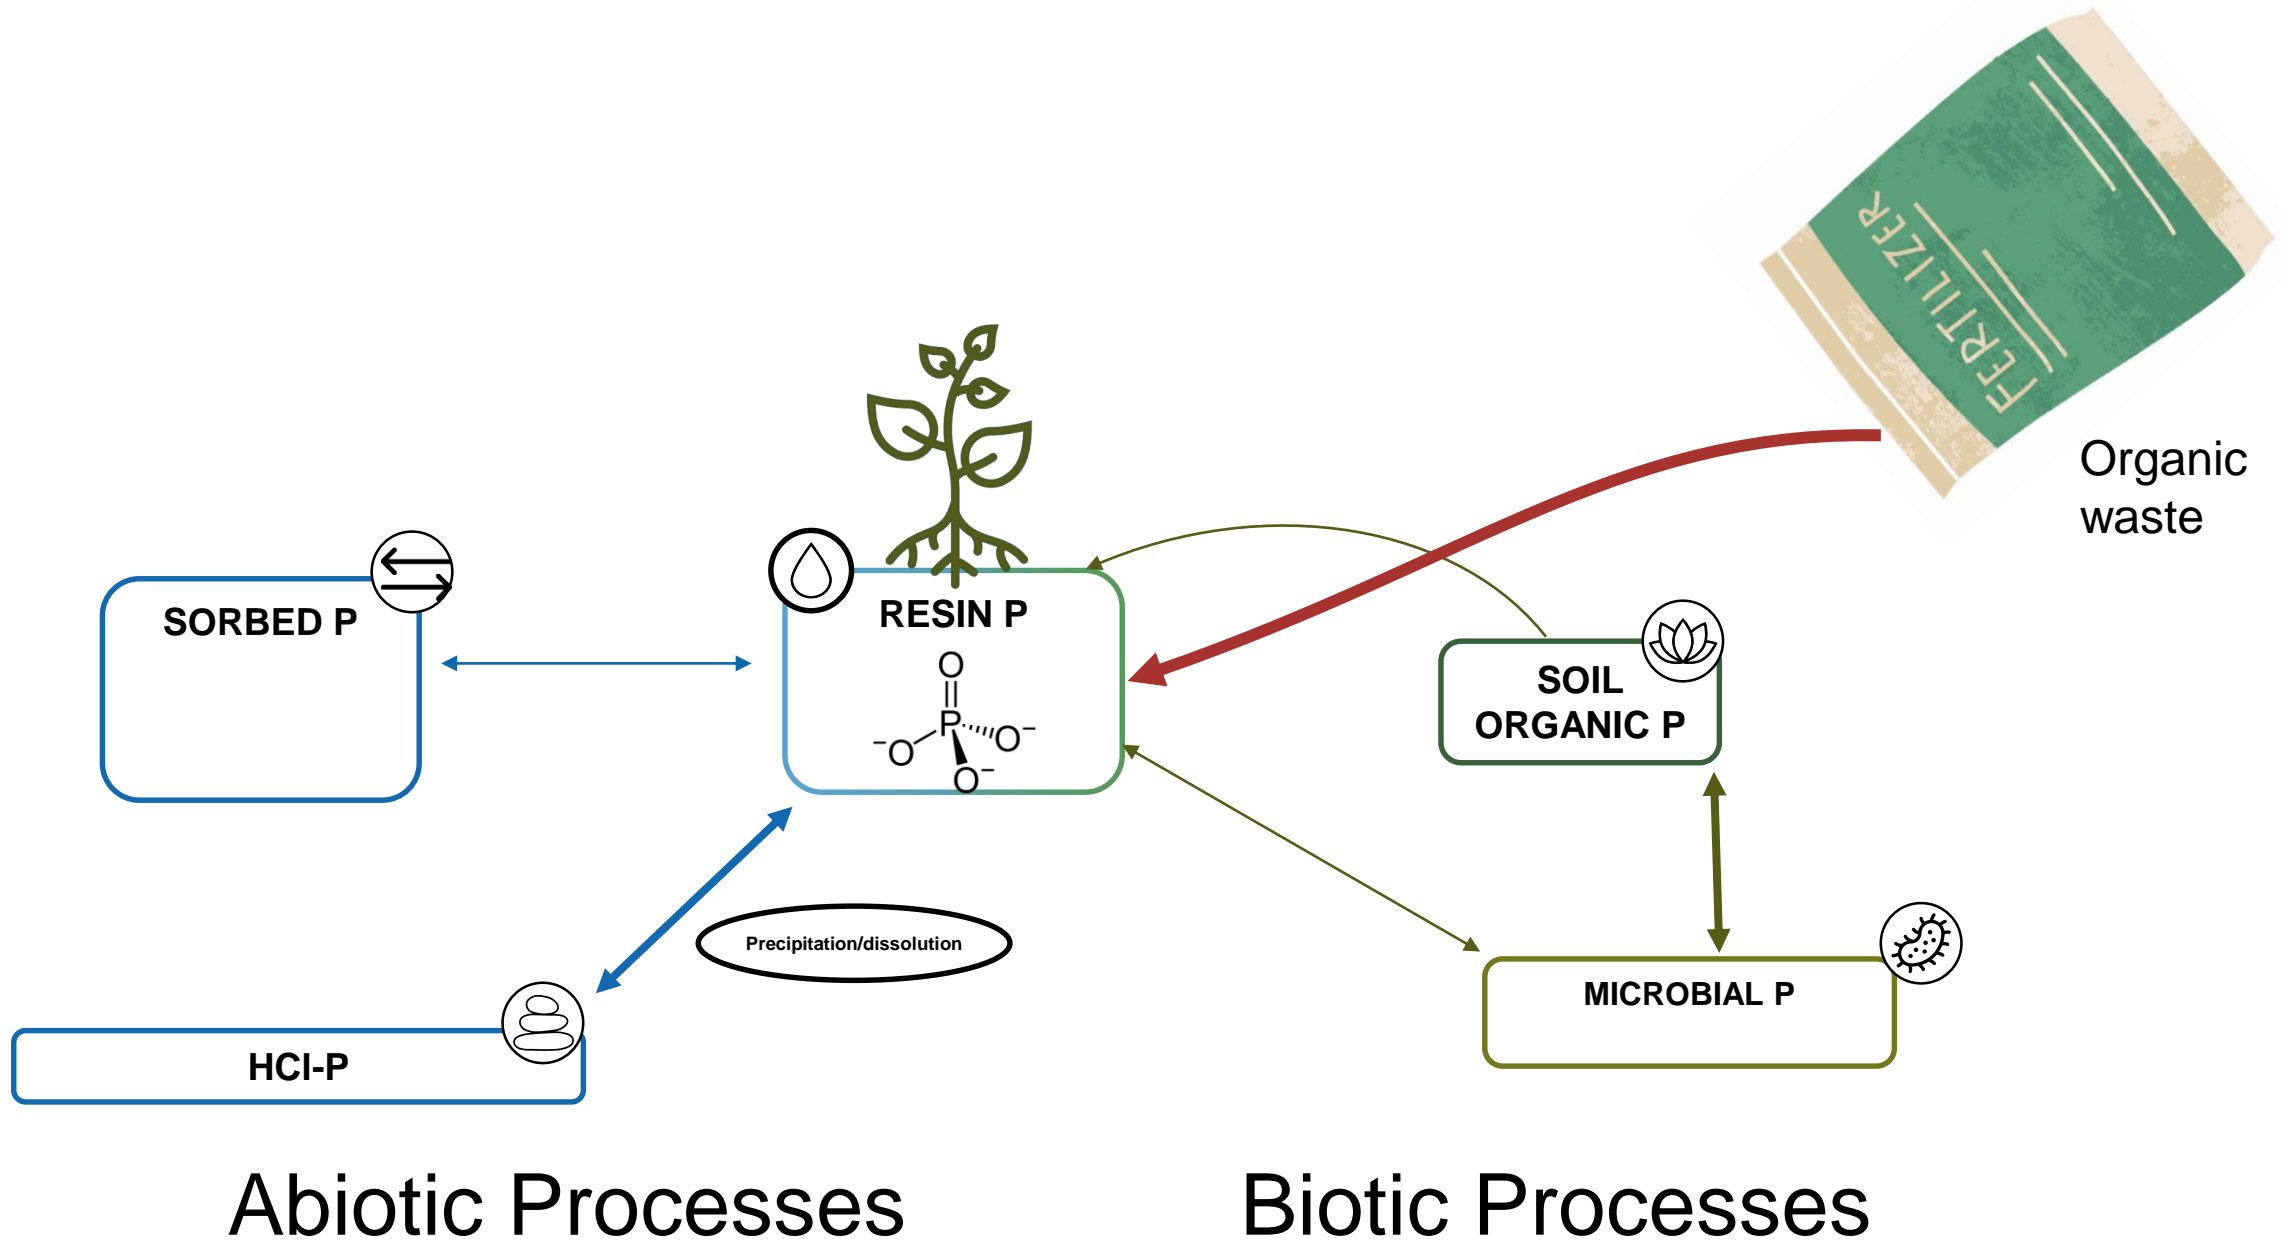 FERTILIZER
Organic
waste
SORBED P
RESIN P
O
P
⁻O
O⁻
O⁻
SOIL
ORGANIC P
Precipitation/dissolution
MICROBIAL P
HCl-P
Abiotic Processes
Biotic Processes